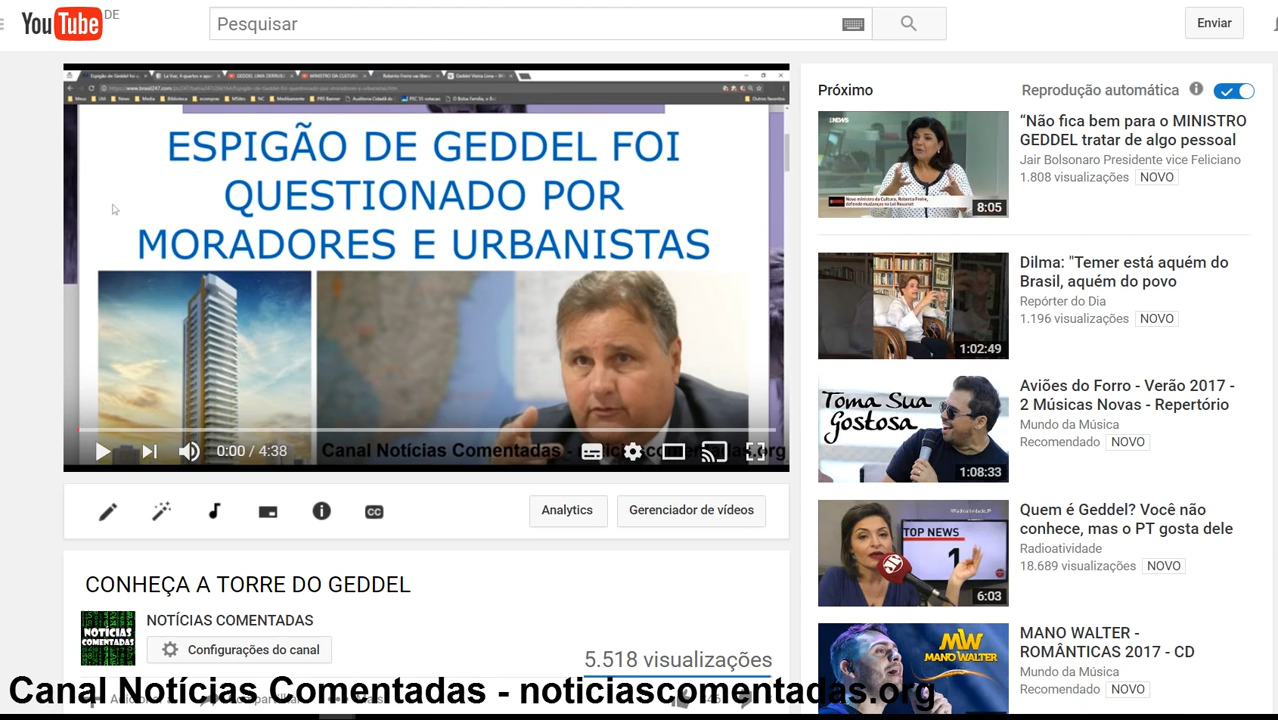 YouTube DE
Pesquisar
Enviar
ESPIGÃO DE GEDDEL FOI
QUESTIONADO POR
MORADORES E URBANISTAS
0:00 / 4:38
Canal Notícias Comentadas - noticiascomentadas.org
Analytics
Gerenciador de vídeos
CONHEÇA A TORRE DO GEDDEL
NOTÍCIAS COMENTADAS
NOTÍCIAS
COMENTADAS
Configurações do canal
5.518 visualizações
Próximo
Reprodução automática
“Não fica bem para o MINISTRO
GEDDEL tratar de algo pessoal
Jair Bolsonaro Presidente vice Feliciano
1.808 visualizações NOVO
8:05
Dilma: "Temer está aquém do
Brasil, aquém do povo
Repórter do Dia
1.196 visualizações NOVO
1:02:49
Toma Sua
Gostosa
Aviões do Forro - Verão 2017 -
2 Músicas Novas - Repertório
Mundo da Música
Recomendado NOVO
1:08:33
TOP NEWS
1
Quem é Geddel? Você não
conhece, mas o PT gosta dele
Radioatividade
18.689 visualizações NOVO
6:03
MW
MANO WALTER
MANO WALTER -
ROMÂNTICAS 2017 - CD
Mundo da Música
Recomendado NOVO
Canal Notícias Comentadas - noticiascomentadas.org